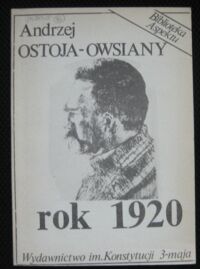 Andrzej
OSTOJA-OWSIANY
Biblioteka
Aspektu
rok 1920
Wydawnictwo im. Konstytucji 3-maja